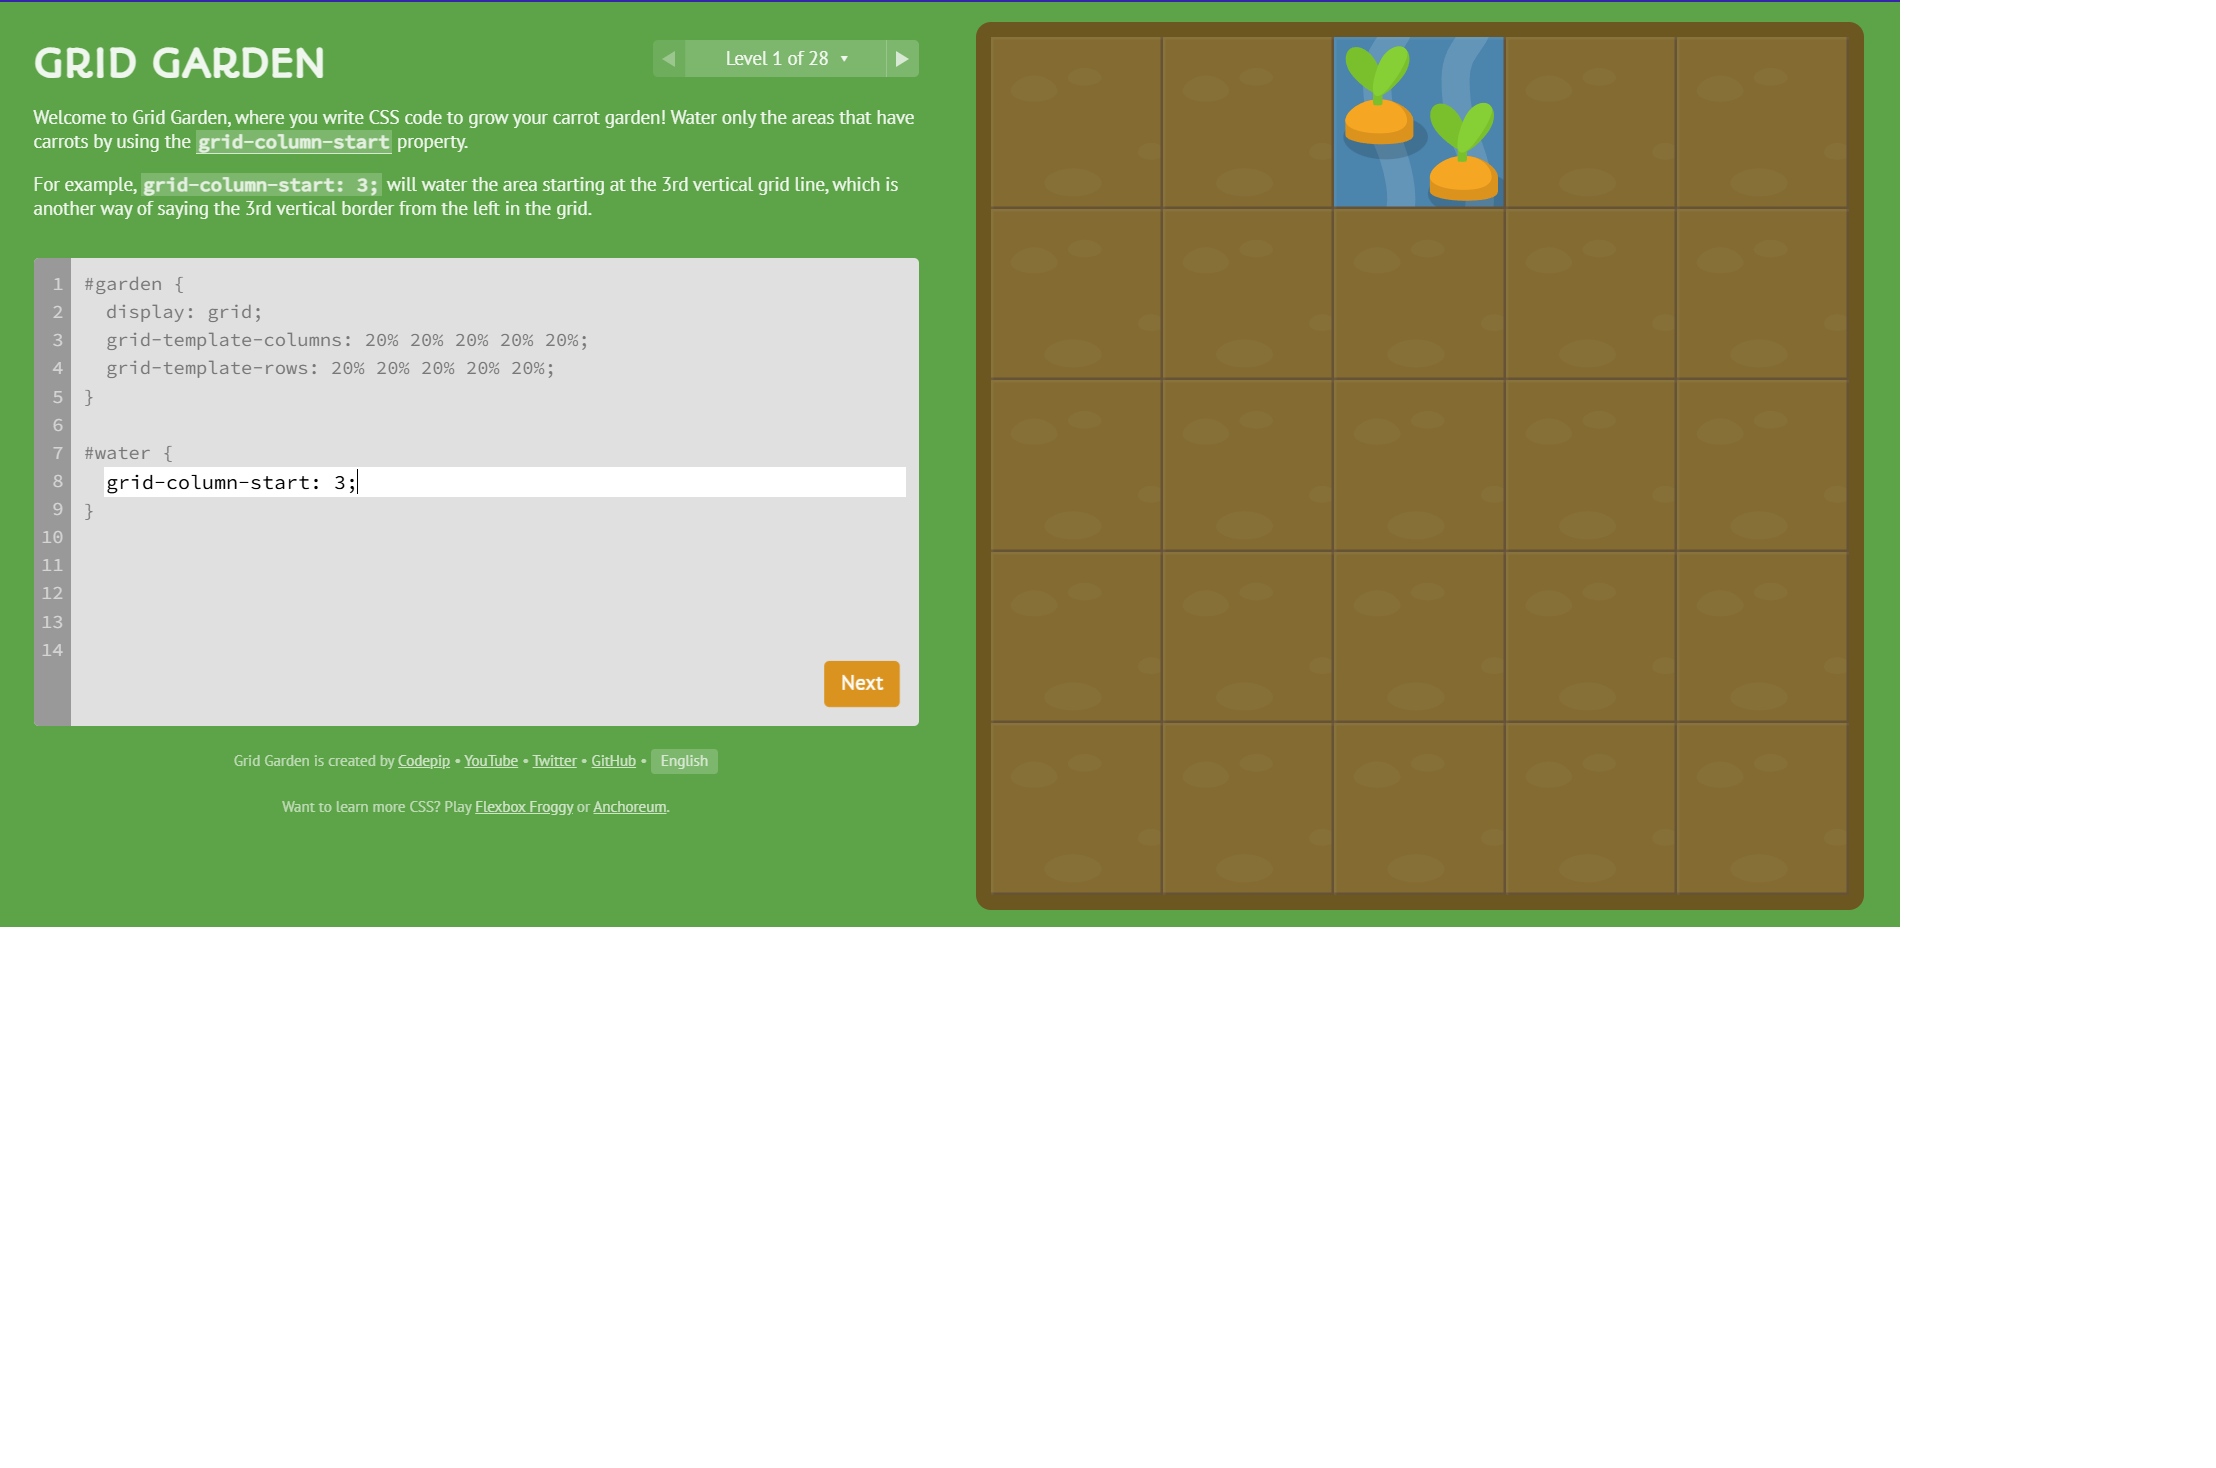 GRID GARDEN
◀ Level 1 of 28 ▼ ▶
Welcome to Grid Garden, where you write CSS code to grow your carrot garden! Water only the areas that have
carrots by using the grid-column-start property.
For example, grid-column-start: 3; will water the area starting at the 3rd vertical grid line, which is
another way of saying the 3rd vertical border from the left in the grid.
1 #garden {
2 display: grid;
3 grid-template-columns: 20% 20% 20% 20% 20%;
4 grid-template-rows: 20% 20% 20% 20% 20%;
5 }
6
7 #water {
8 grid-column-start: 3;
9 }
10
11
12
13
14
Next
Grid Garden is created by Codepip • YouTube • Twitter • GitHub • English
Want to learn more CSS? Play Flexbox Froggy or Anchoreum.